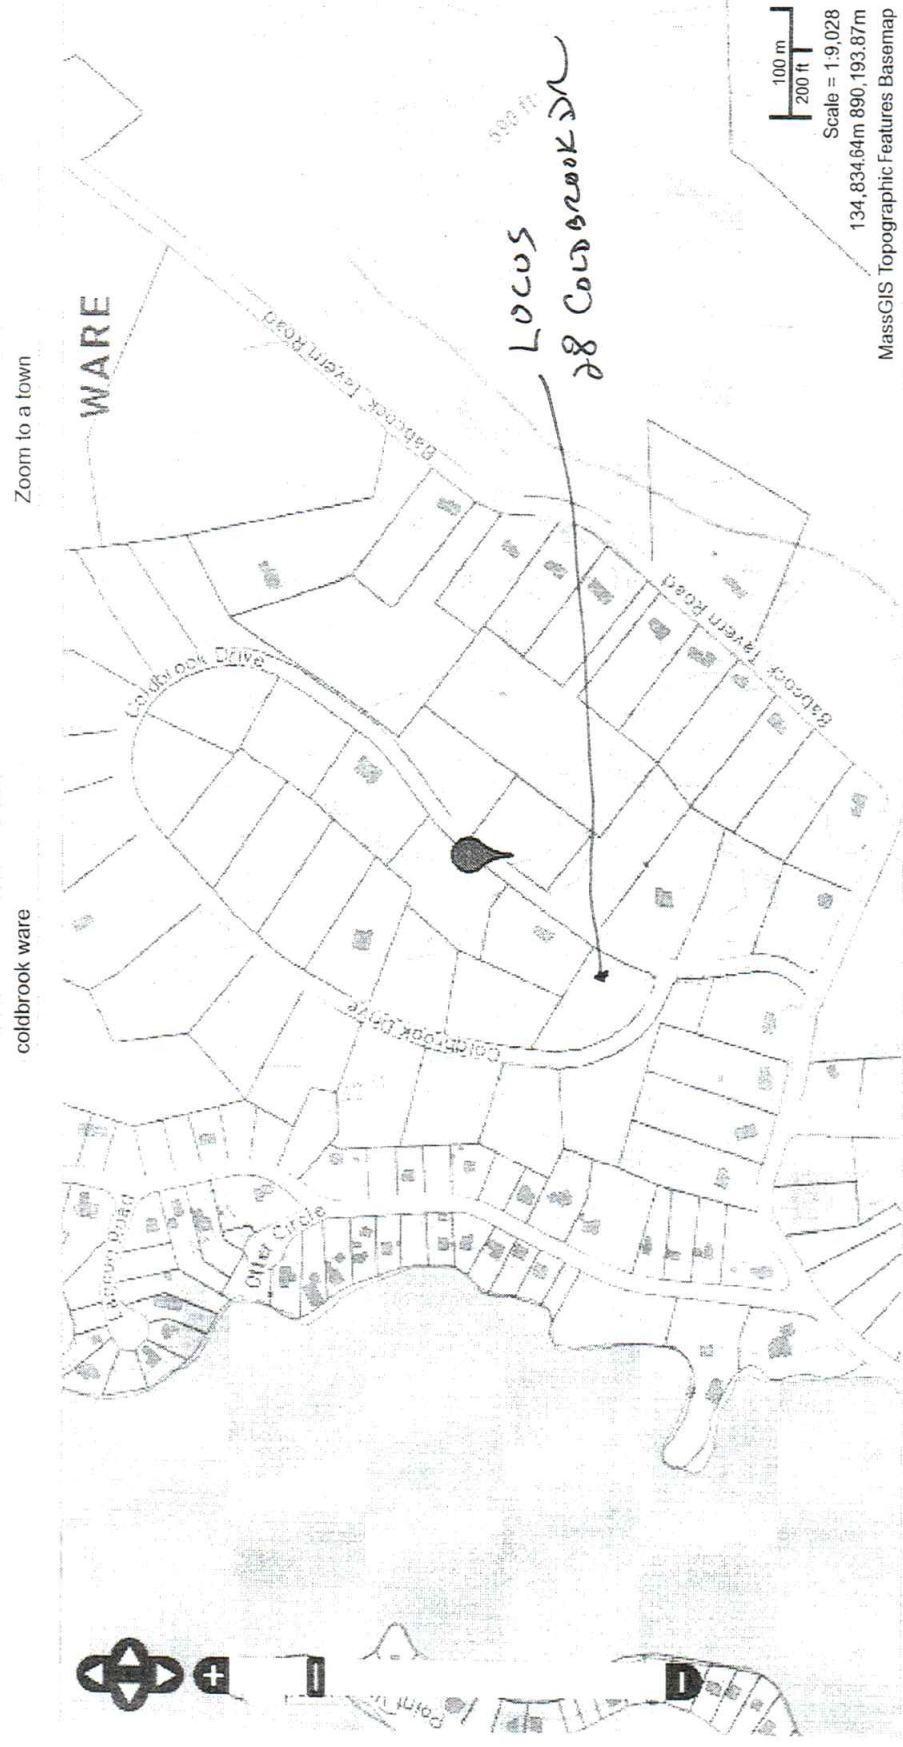 coldbrook ware
Zoom to a town
WARE
Babcock Tavern Road
Coldbrook Drive
LOCUS
28 COLDBROOK DR
Coldbrook Drive
Babcock Tavern Road
Otter Circle
Road
Point
100 m
200 ft
Scale = 1:9,028
134,834.64m 890,193.87m
MassGIS Topographic Features Basemap